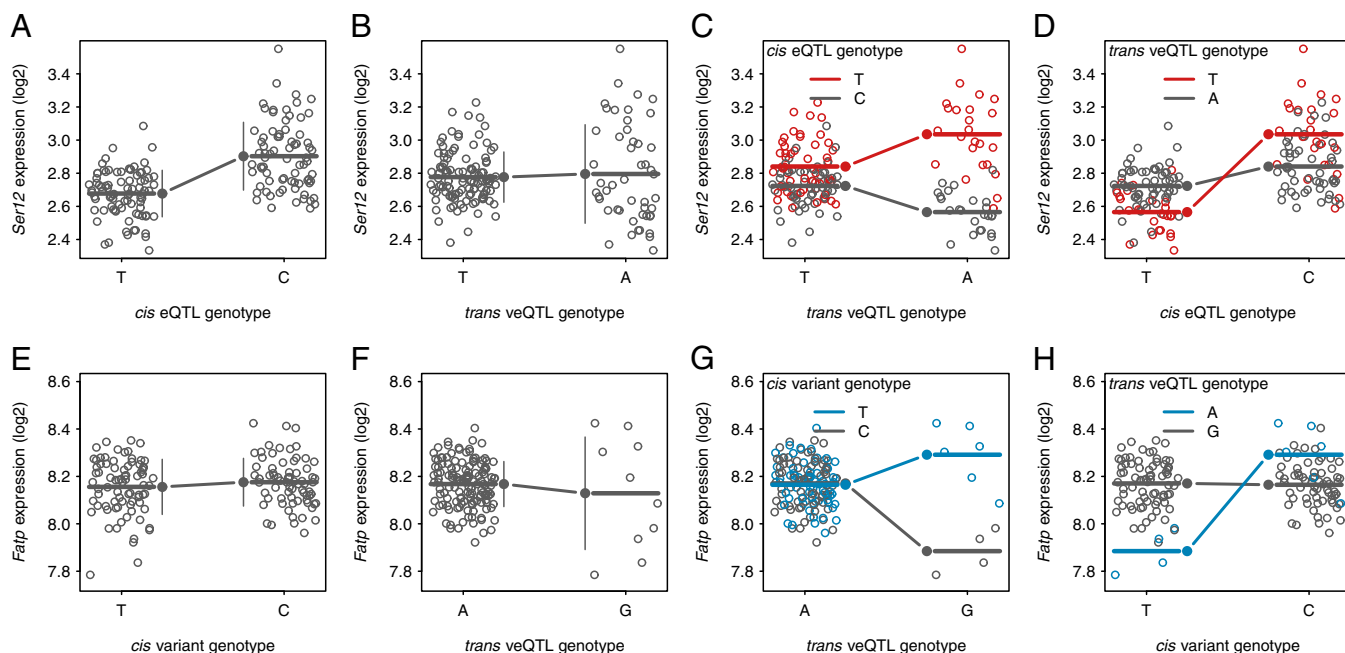 A
Ser12 expression (log2)
3.4
3.2
3.0
2.8
2.6
2.4
T
C
cis eQTL genotype
B
Ser12 expression (log2)
3.4
3.2
3.0
2.8
2.6
2.4
T
A
trans veQTL genotype
C
Ser12 expression (log2)
3.4
3.2
3.0
2.8
2.6
2.4
cis eQTL genotype
T
C
T
A
trans veQTL genotype
D
Ser12 expression (log2)
3.4
3.2
3.0
2.8
2.6
2.4
trans veQTL genotype
T
A
T
C
cis eQTL genotype
E
Fatp expression (log2)
8.6
8.4
8.2
8.0
7.8
T
C
cis variant genotype
F
Fatp expression (log2)
8.6
8.4
8.2
8.0
7.8
A
G
trans veQTL genotype
G
Fatp expression (log2)
8.6
8.4
8.2
8.0
7.8
cis variant genotype
T
C
A
G
trans veQTL genotype
H
Fatp expression (log2)
8.6
8.4
8.2
8.0
7.8
trans veQTL genotype
A
G
T
C
cis variant genotype